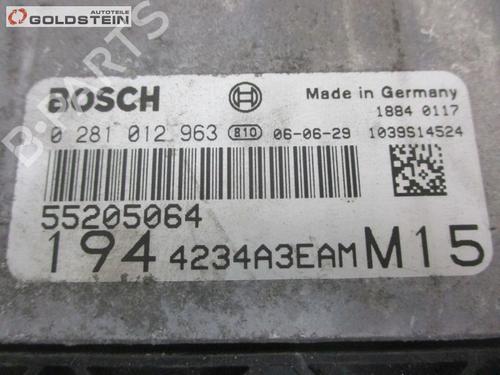 AUTOTEILE
GOLDSTEIN
BOSCH
Made in Germany
1884 0117
0 281 012 963 810 06-06-29 1039S14524
55205064
194 4234A3EAM M15
B-PARTS